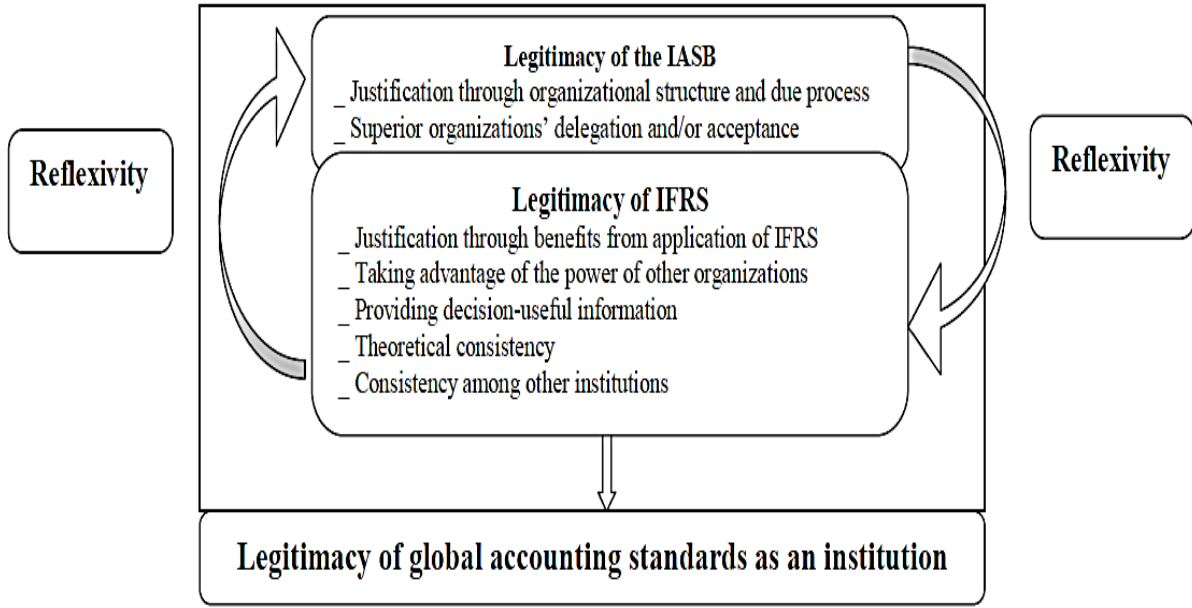 Legitimacy of the IASB
_ Justification through organizational structure and due process
_ Superior organizations’ delegation and/or acceptance
Reflexivity
Reflexivity
Legitimacy of IFRS
_ Justification through benefits from application of IFRS
_ Taking advantage of the power of other organizations
_ Providing decision-useful information
_ Theoretical consistency
_ Consistency among other institutions
Legitimacy of global accounting standards as an institution